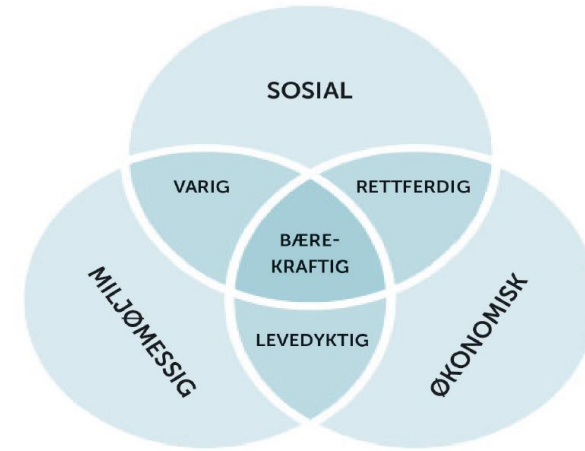 SOSIAL
VARIG
RETTFERDIG
BÆRE-
KRAFTIG
MILJØMESSIG
LEVEDYKTIG
ØKONOMISK